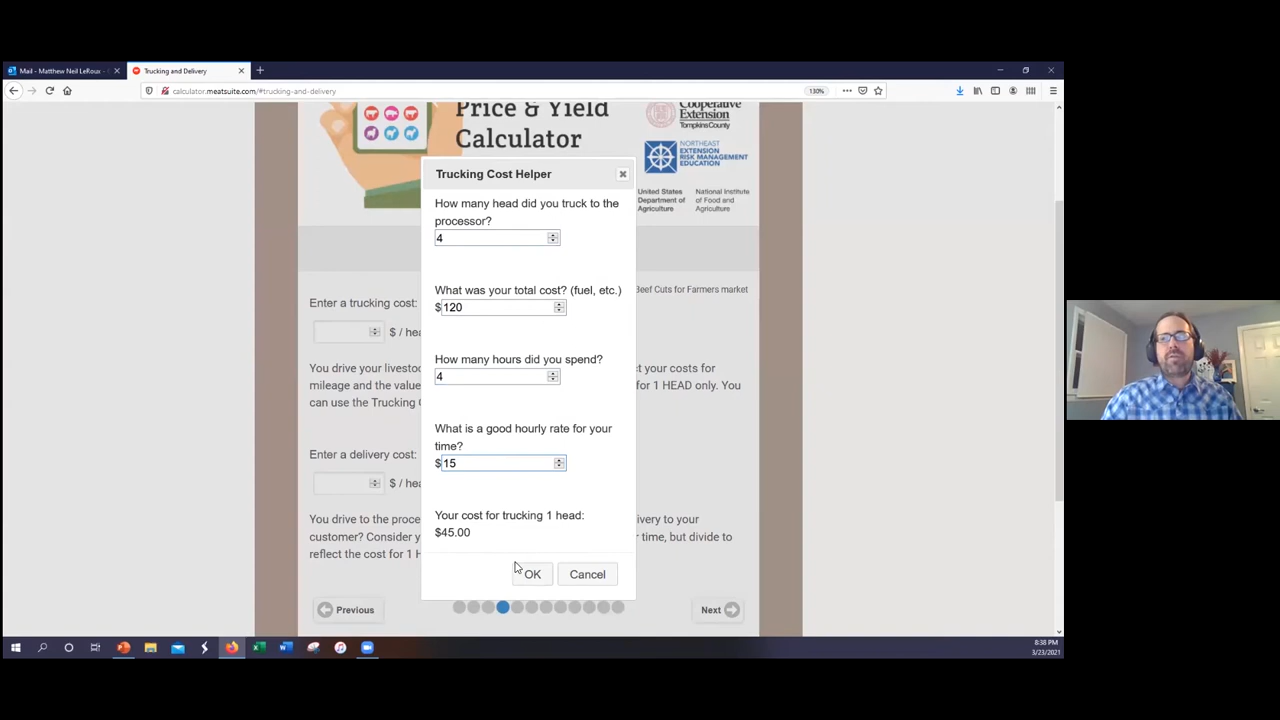 Mail - Matthew Neil LeRoux -
Trucking and Delivery
calculator.meatsuite.com/#trucking-and-delivery
130%
Price & Yield
Calculator
Cooperative
Extension
Tompkins County
NORTHEAST
EXTENSION
RISK MANAGEMENT
EDUCATION
United States
Department of
Agriculture
National Institute
of Food and
Agriculture
Trucking Cost Helper
How many head did you truck to the
processor?
4
What was your total cost? (fuel, etc.)
$120
How many hours did you spend?
4
What is a good hourly rate for your
time?
$15
Your cost for trucking 1 head:
$45.00
OK
Cancel
Beef Cuts for Farmers market
Enter a trucking cost:
$ / hea
You drive your livesto
ct your costs for
mileage and the value
for 1 HEAD only. You
can use the Trucking
Enter a delivery cost:
$ / hea
You drive to the proce
livery to your
customer? Consider y
r time, but divide to
reflect the cost for 1 H
Previous
Next
8:38 PM
3/23/2021